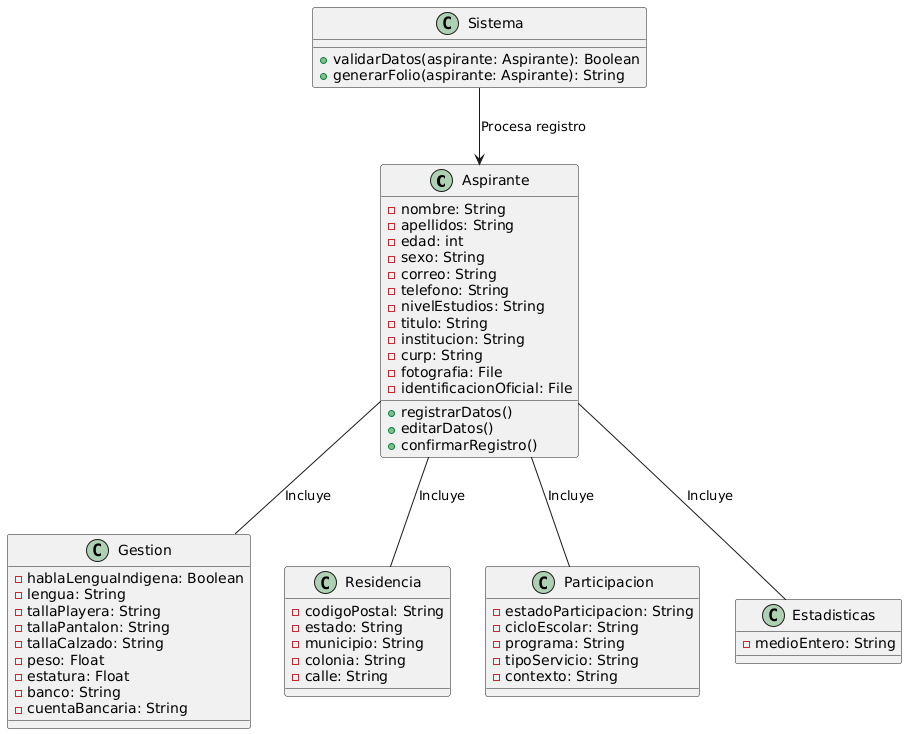 C Sistema
validarDatos(aspirante: Aspirante): Boolean
generarFolio(aspirante: Aspirante): String
Procesa registro
C Aspirante
nombre: String
apellidos: String
edad: int
sexo: String
correo: String
telefono: String
nivelEstudios: String
titulo: String
institucion: String
curp: String
fotografia: File
identificacionOficial: File
registrarDatos()
editarDatos()
confirmarRegistro()
Incluye
Incluye
Incluye
Incluye
C Gestion
hablaLenguaIndigena: Boolean
lengua: String
tallaPlayera: String
tallaPantalon: String
tallaCalzado: String
peso: Float
estatura: Float
banco: String
cuentaBancaria: String
C Residencia
codigoPostal: String
estado: String
municipio: String
colonia: String
calle: String
C Participacion
estadoParticipacion: String
cicloEscolar: String
programa: String
tipoServicio: String
contexto: String
C Estadisticas
medioEntero: String